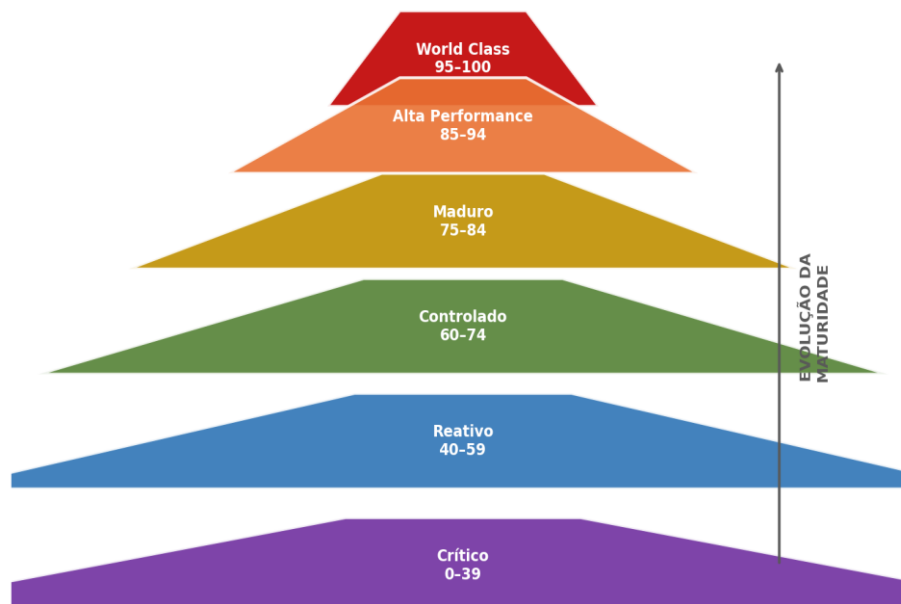 World Class
95–100
Alta Performance
85–94
Maduro
75–84
EVOLUÇÃO DA
MATURIDADE
Controlado
60–74
Reativo
40–59
Crítico
0–39